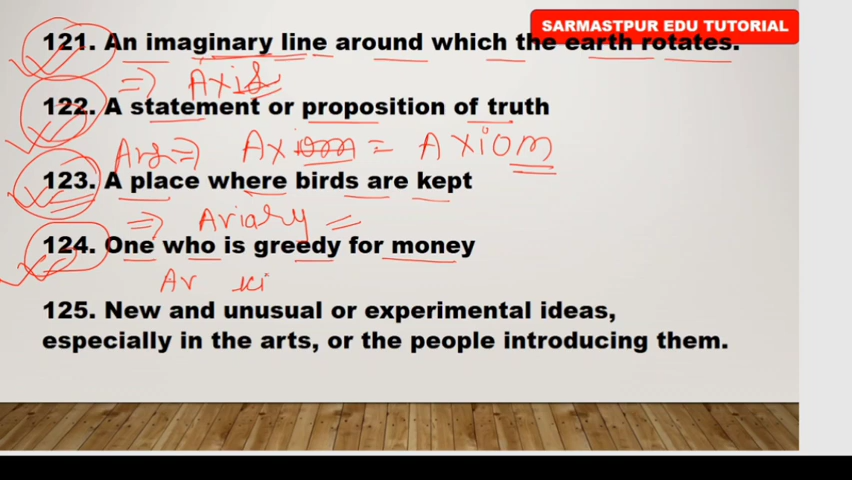 SARMASTPUR EDU TUTORIAL
121. An imaginary line around which the earth rotates.
=> Axis
122. A statement or proposition of truth
Ans => Axiom = Axiom
123. A place where birds are kept
=> Aviary =
124. One who is greedy for money
Av
125. New and unusual or experimental ideas,
especially in the arts, or the people introducing them.